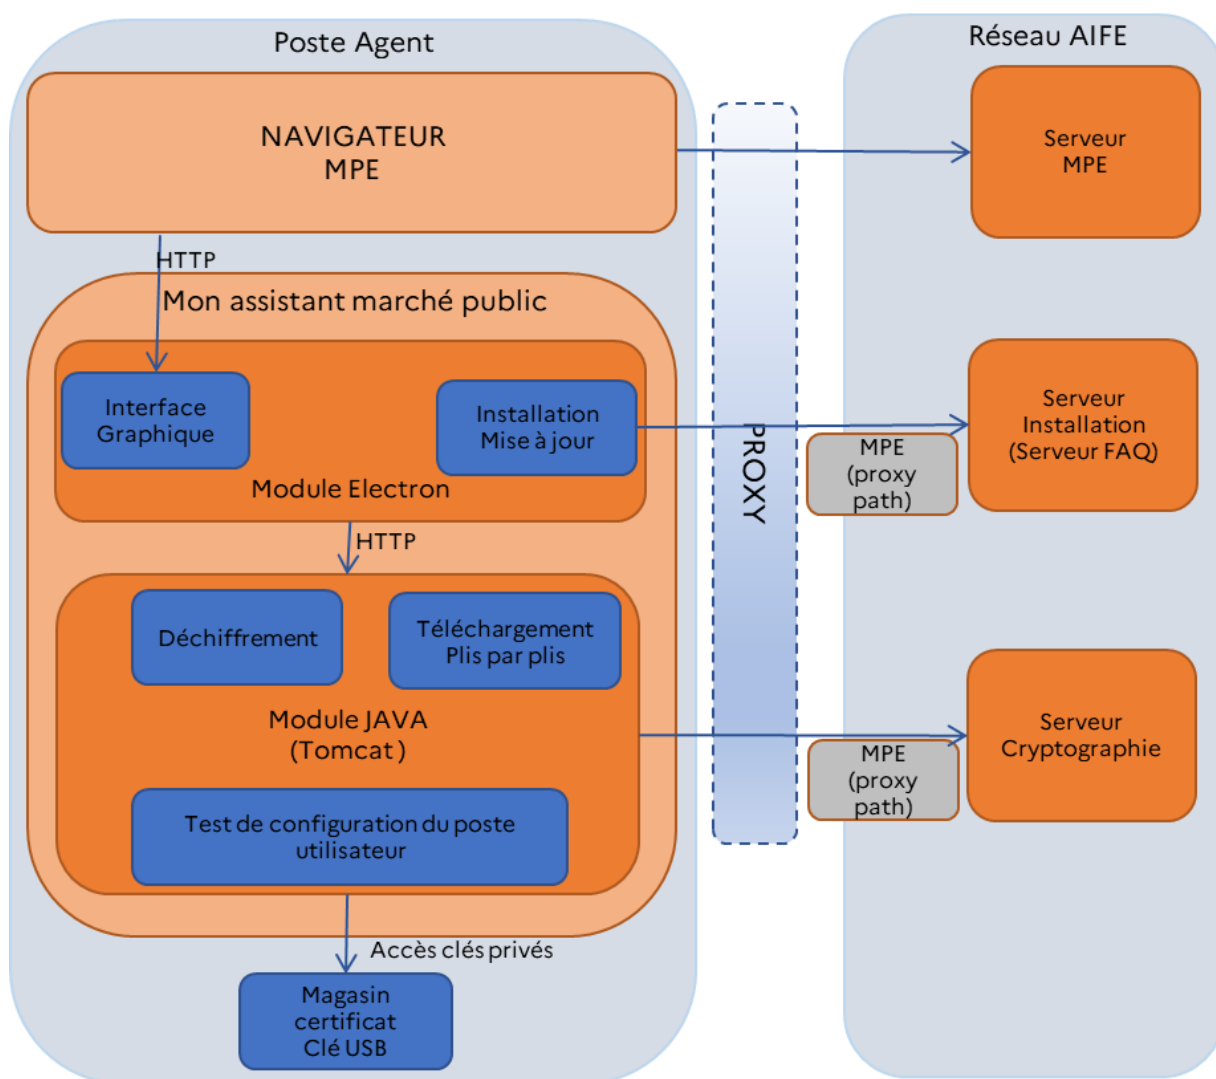 Poste Agent
Réseau AIFE
NAVIGATEUR
MPE
Serveur
MPE
HTTP
Mon assistant marché public
Interface
Graphique
Installation
Mise à jour
Module Electron
PROXY
MPE
(proxy
path)
Serveur
Installation
(Serveur FAQ)
HTTP
Déchiffrement
Téléchargement
Plis par plis
Module JAVA
(Tomcat)
Test de configuration du poste
utilisateur
MPE
(proxy
path)
Serveur
Cryptographie
Accès clés privés
Magasin
certificat
Clé USB